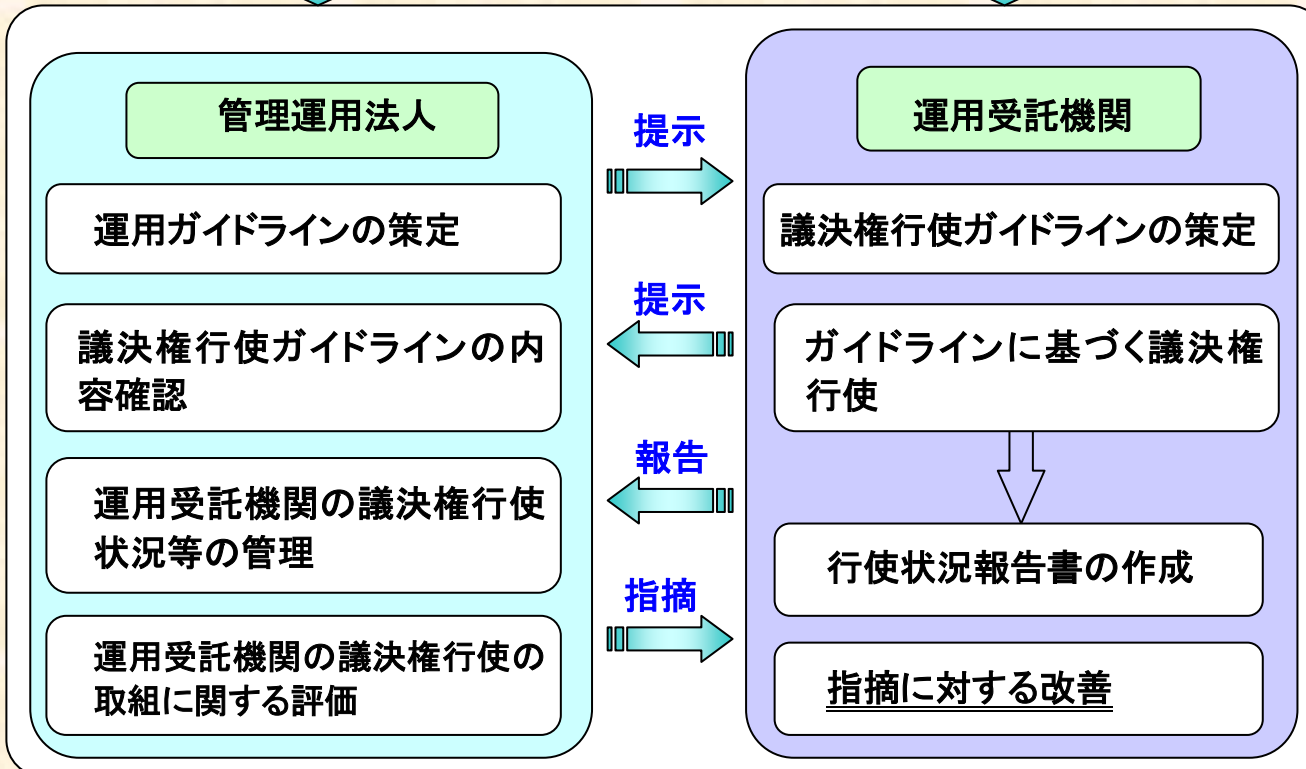 管理運用法人
運用ガイドラインの策定
議決権行使ガイドラインの内
容確認
運用受託機関の議決権行使
状況等の管理
運用受託機関の議決権行使の
取組に関する評価
提示
提示
報告
指摘
運用受託機関
議決権行使ガイドラインの策定
ガイドラインに基づく議決権
行使
行使状況報告書の作成
指摘に対する改善